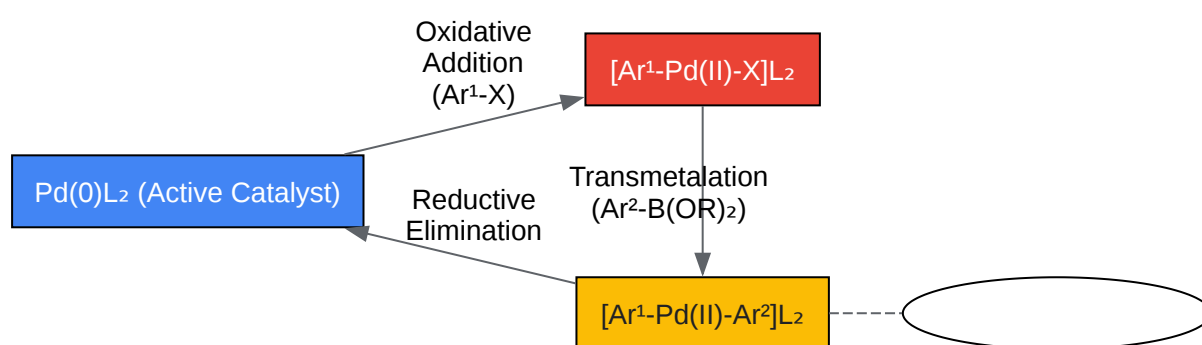 Oxidative
Addition
(Ar¹-X)
[Ar¹-Pd(II)-X]L₂
Pd(0)L₂ (Active Catalyst)
Transmetalation
(Ar²-B(OR)₂)
Reductive
Elimination
[Ar¹-Pd(II)-Ar²]L₂